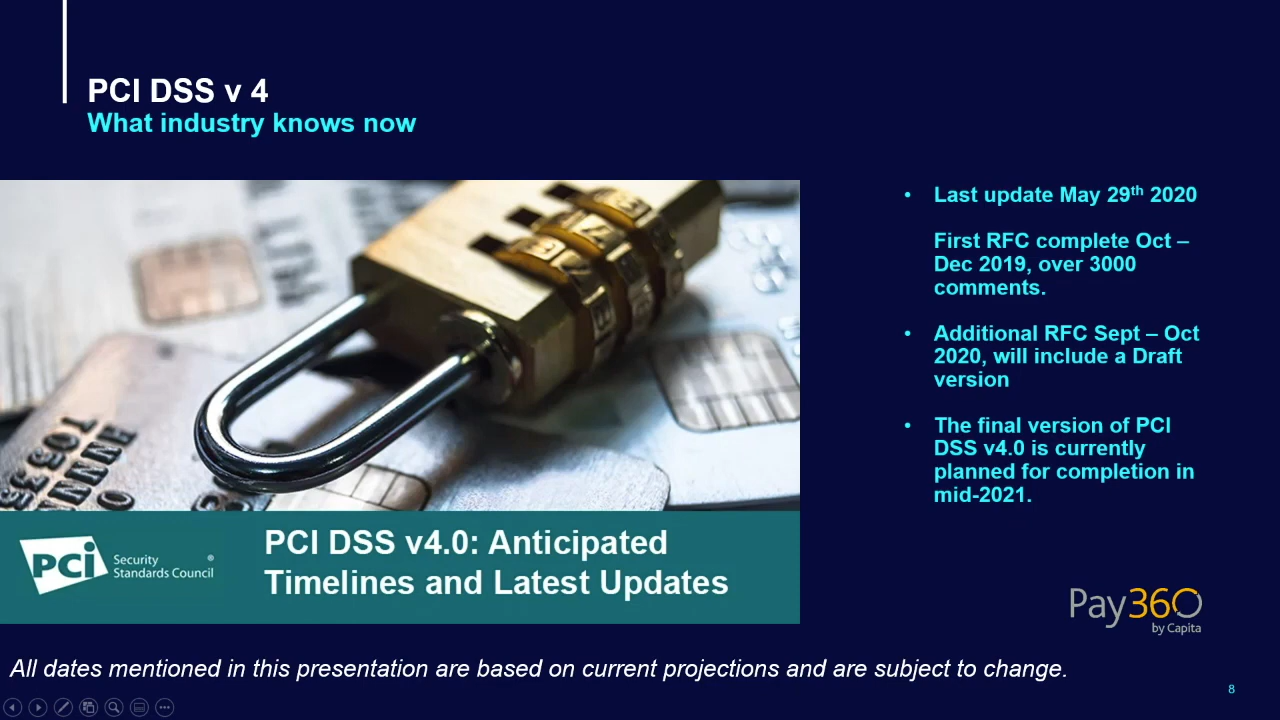 PCI DSS v 4
What industry knows now
• Last update May 29th 2020
First RFC complete Oct –
Dec 2019, over 3000
comments.
• Additional RFC Sept – Oct
2020, will include a Draft
version
• The final version of PCI
DSS v4.0 is currently
planned for completion in
mid-2021.
PCi Security
Standards Council®
PCI DSS v4.0: Anticipated
Timelines and Latest Updates
Pay360
by Capita
All dates mentioned in this presentation are based on current projections and are subject to change.
8